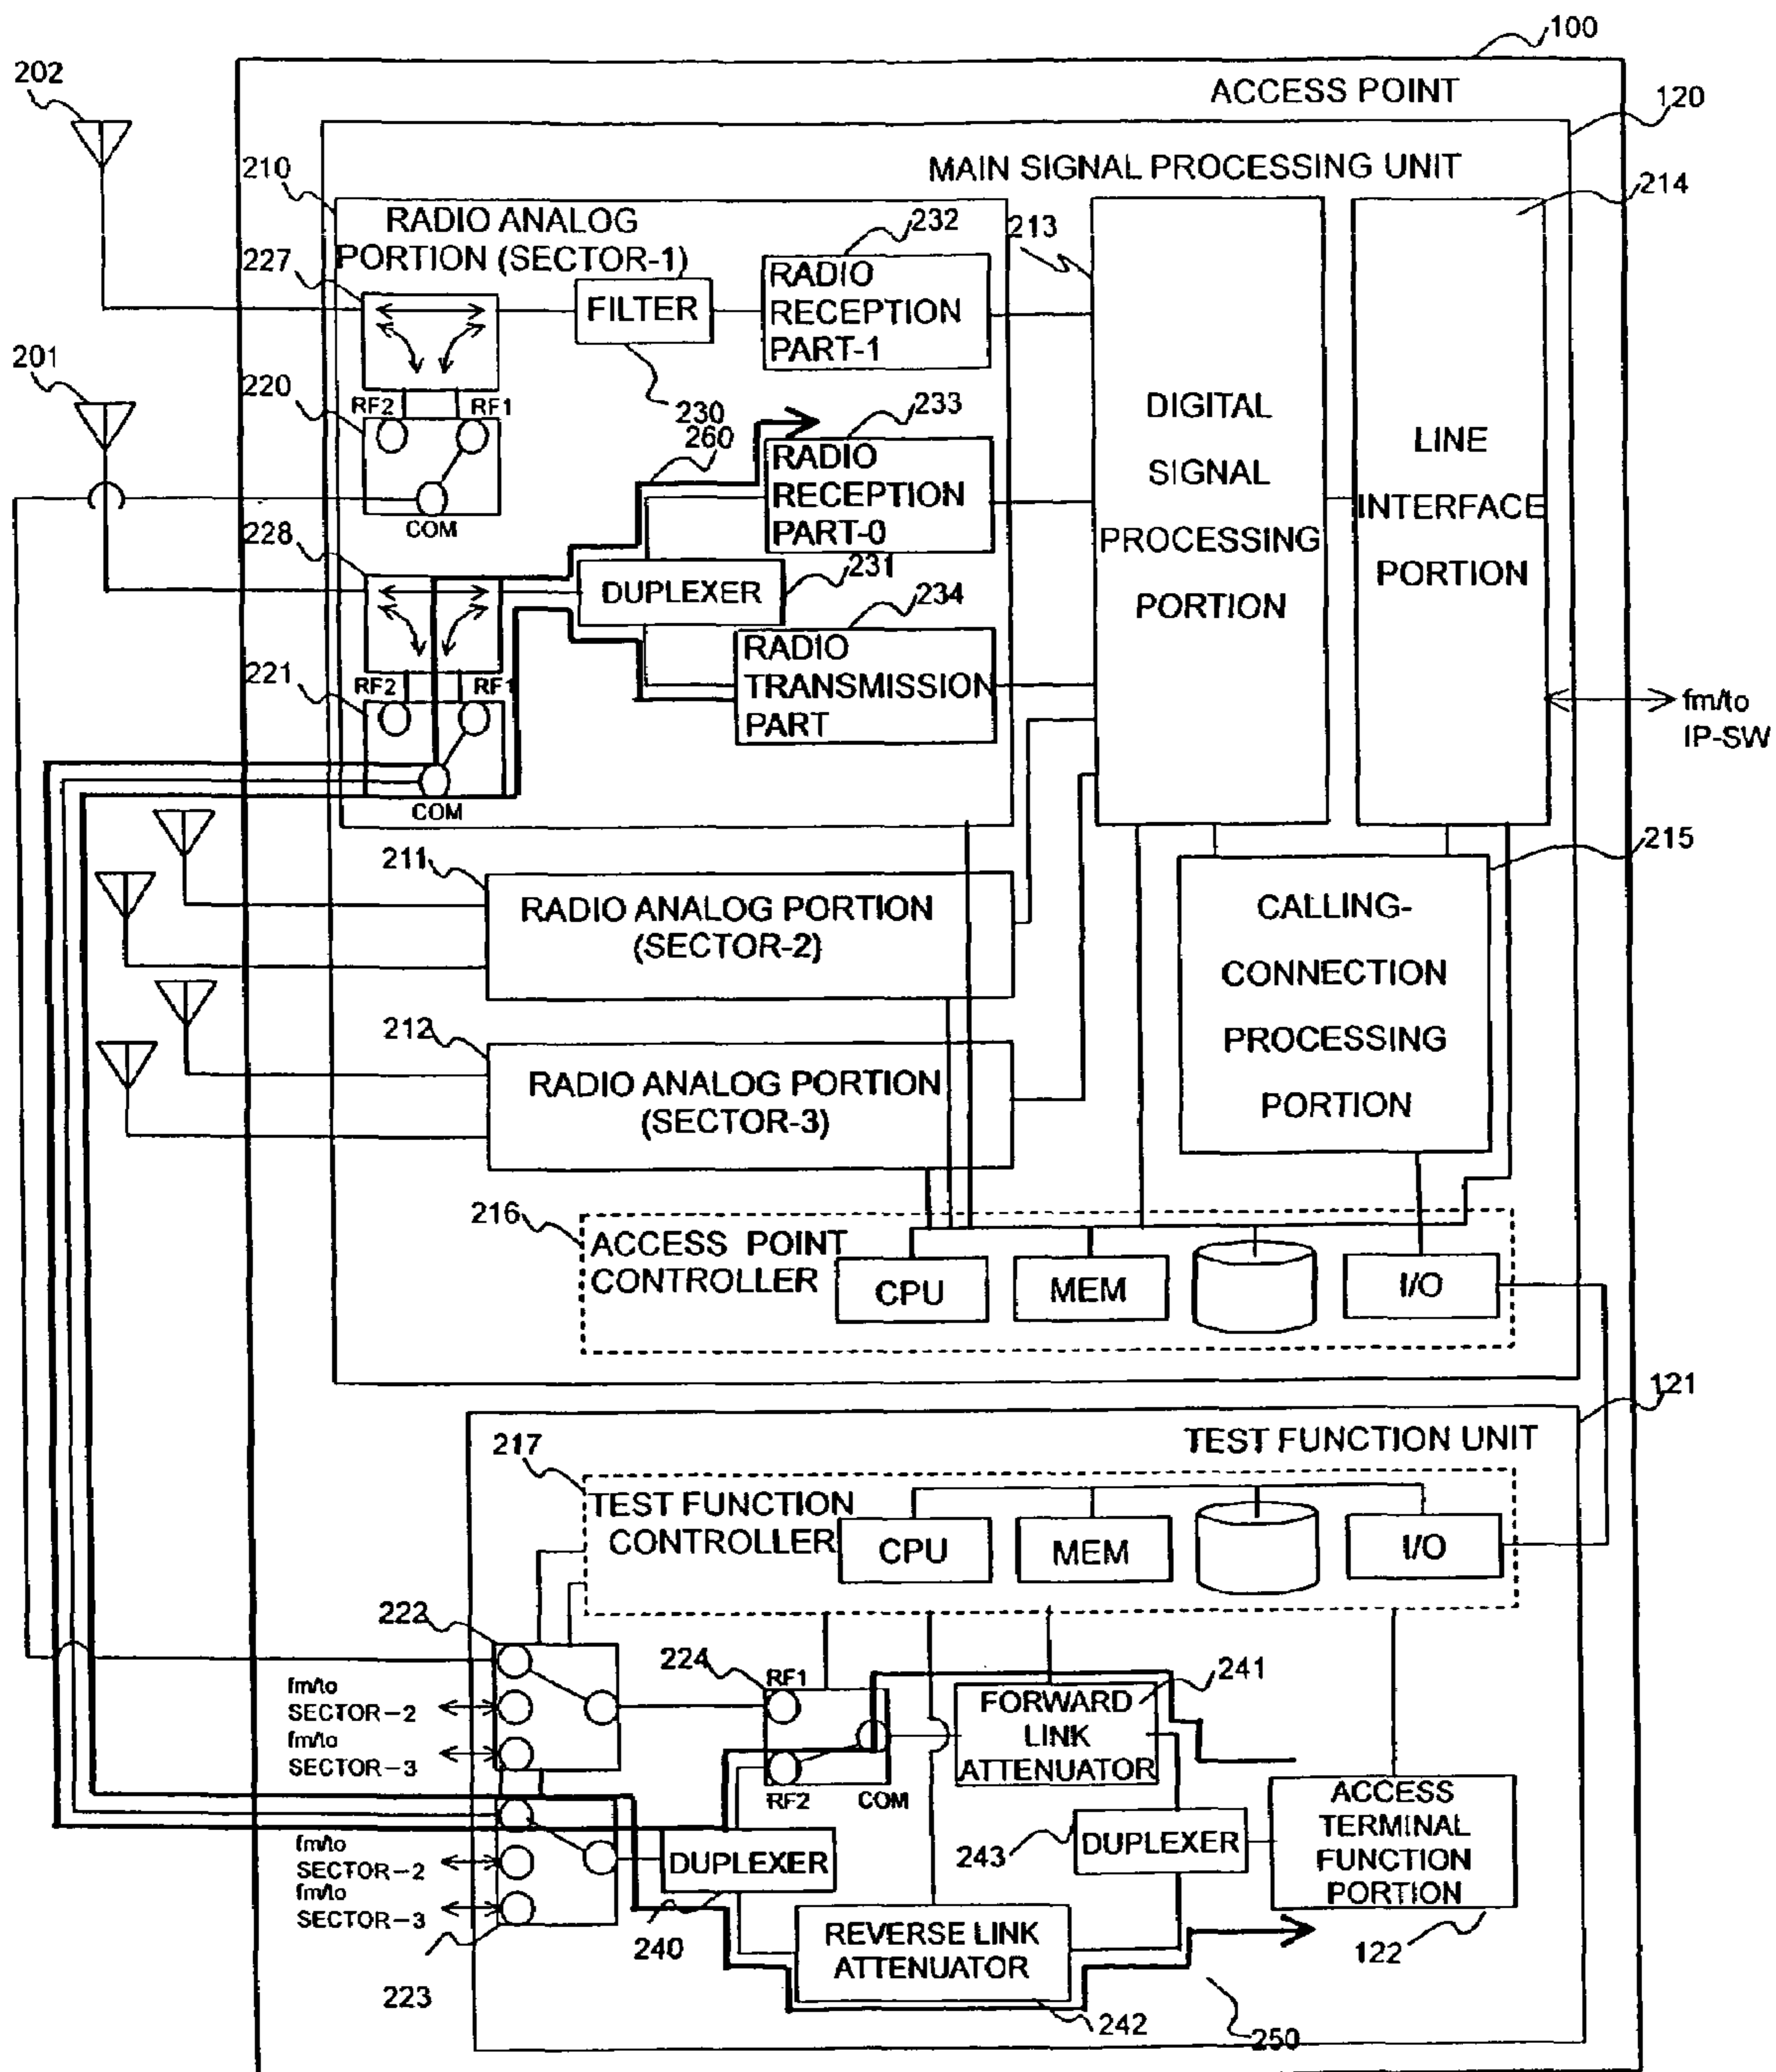 100
ACCESS POINT
202
120
MAIN SIGNAL PROCESSING UNIT
210
214
RADIO ANALOG
PORTION (SECTOR-1)
232
213
227
RADIO
RECEPTION
PART-1
FILTER
201
220
RF2
RF1
230
260
233
DIGITAL
SIGNAL
PROCESSING
PORTION
LINE
INTERFACE
PORTION
RADIO
RECEPTION
PART-0
COM
228
231
DUPLEXER
234
RADIO
TRANSMISSION
PART
221
RF2
RF1
fm/to
IP-SW
COM
215
211
RADIO ANALOG PORTION
(SECTOR-2)
CALLING-
CONNECTION
PROCESSING
PORTION
212
RADIO ANALOG PORTION
(SECTOR-3)
216
ACCESS POINT
CONTROLLER
CPU
MEM
I/O
121
TEST FUNCTION UNIT
217
TEST FUNCTION
CONTROLLER
CPU
MEM
I/O
222
224
RF1
241
fm/to
SECTOR-2
fm/to
SECTOR-3
FORWARD
LINK
ATTENUATOR
RF2
COM
ACCESS
TERMINAL
FUNCTION
PORTION
fm/to
SECTOR-2
fm/to
SECTOR-3
DUPLEXER
243
DUPLEXER
240
REVERSE LINK
ATTENUATOR
122
223
242
250